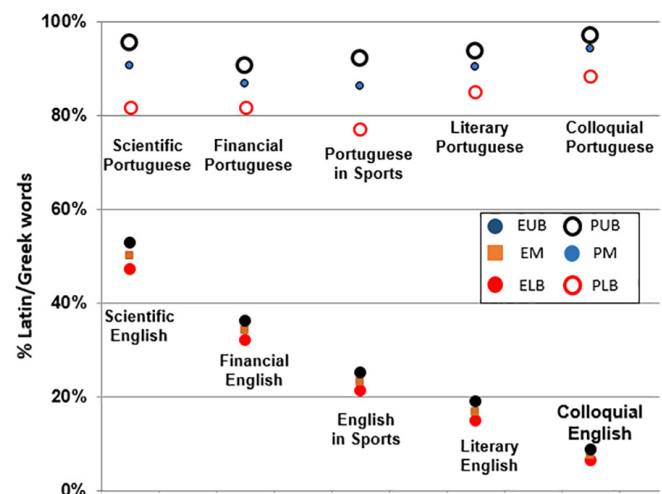 100%
80%
60%
40%
20%
0%
% Latin/Greek words
Scientific
Portuguese
Financial
Portuguese
Portuguese
in Sports
Literary
Portuguese
Colloquial
Portuguese
EUB PUB
EM PM
ELB PLB
Scientific
English
Financial
English
English
in Sports
Literary
English
Colloquial
English